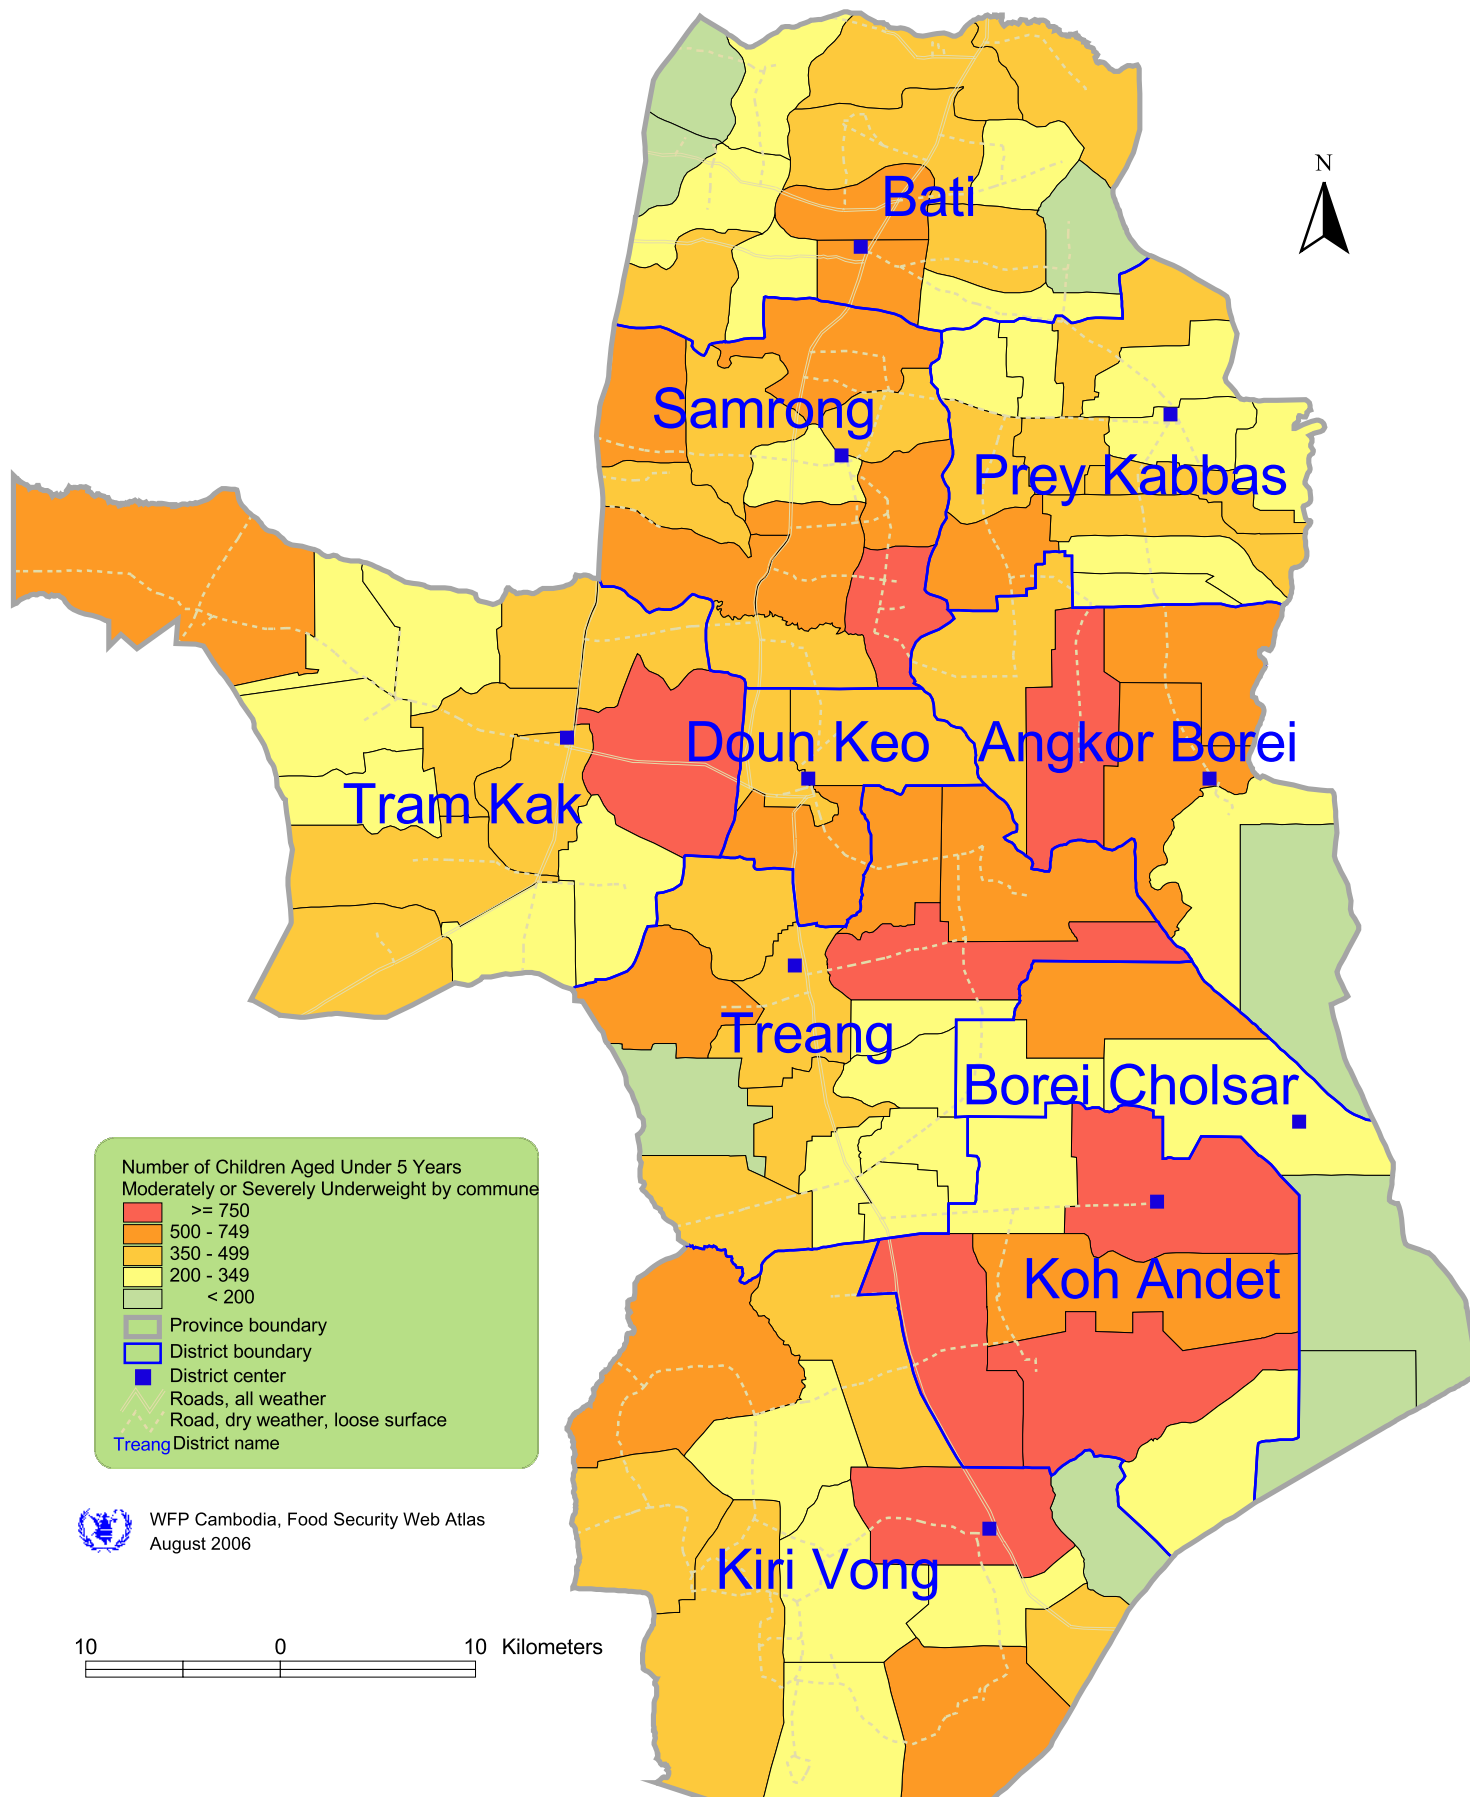 N
Bati
Samrong
Prey Kabbas
Doun Keo
Angkor Borei
Tram Kak
Treang
Borei Cholsar
Koh Andet
Kiri Vong
Number of Children Aged Under 5 Years
Moderately or Severely Underweight by commune
>= 750
500 - 749
350 - 499
200 - 349
< 200
Province boundary
District boundary
District center
Roads, all weather
Road, dry weather, loose surface
Treang District name
WFP Cambodia, Food Security Web Atlas
August 2006
10 0 10 Kilometers